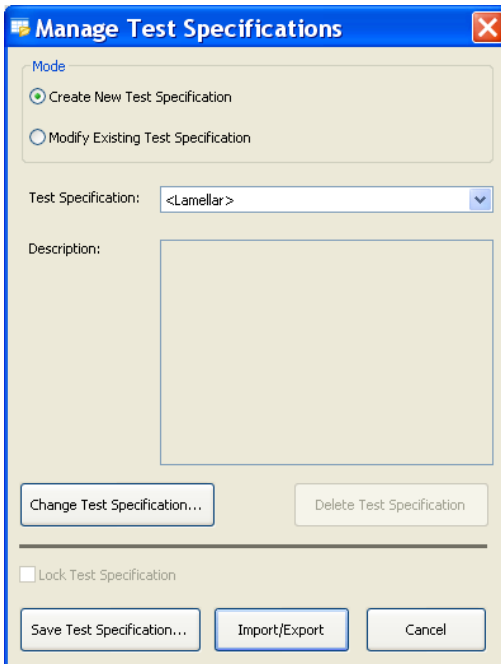 Manage Test Specifications
Mode
Create New Test Specification
Modify Existing Test Specification
Test Specification: <Lamellar>
Description:
Change Test Specification... Delete Test Specification
Lock Test Specification
Save Test Specification... Import/Export Cancel